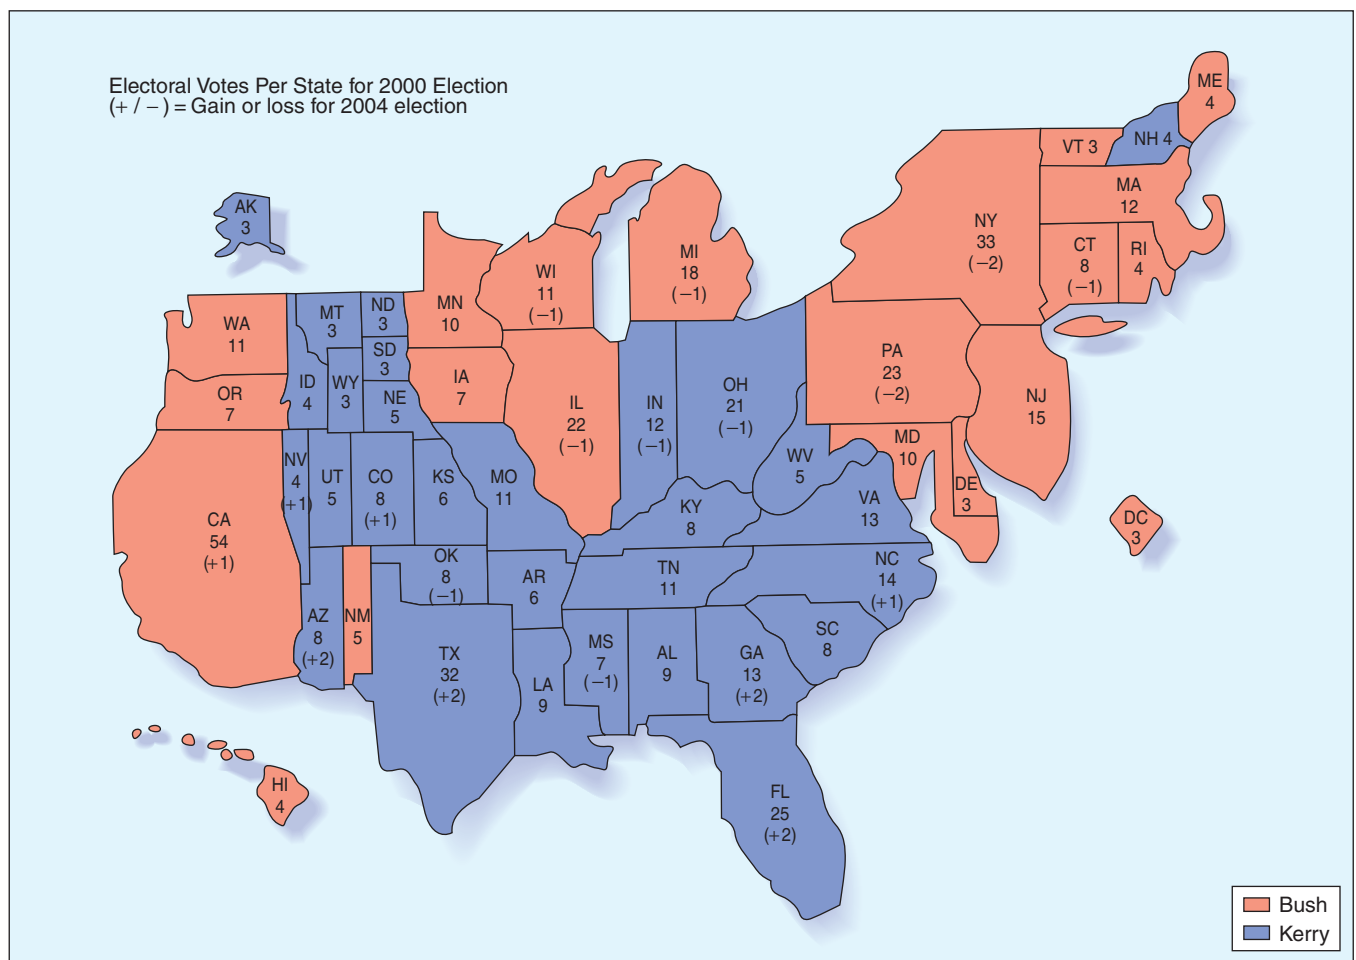 Electoral Votes Per State for 2000 Election
(+ / −) = Gain or loss for 2004 election
ME
4
VT 3
NH 4
AK
3
MA
12
NY
33
(−2)
CT
8
(−1)
RI
4
MI
18
(−1)
WI
11
(−1)
MN
10
ND
3
MT
3
WA
11
SD
3
PA
23
(−2)
WY
3
ID
4
OR
7
NE
5
IA
7
IL
22
(−1)
IN
12
(−1)
OH
21
(−1)
NJ
15
MD
10
DE
3
WV
5
VA
13
NV
4
(+1)
UT
5
CO
8
(+1)
KS
6
MO
11
KY
8
DC
3
CA
54
(+1)
OK
8
(−1)
AR
6
TN
11
NC
14
(+1)
AZ
8
(+2)
NM
5
TX
32
(+2)
LA
9
MS
7
(−1)
AL
9
GA
13
(+2)
SC
8
HI
4
FL
25
(+2)
Bush
Kerry